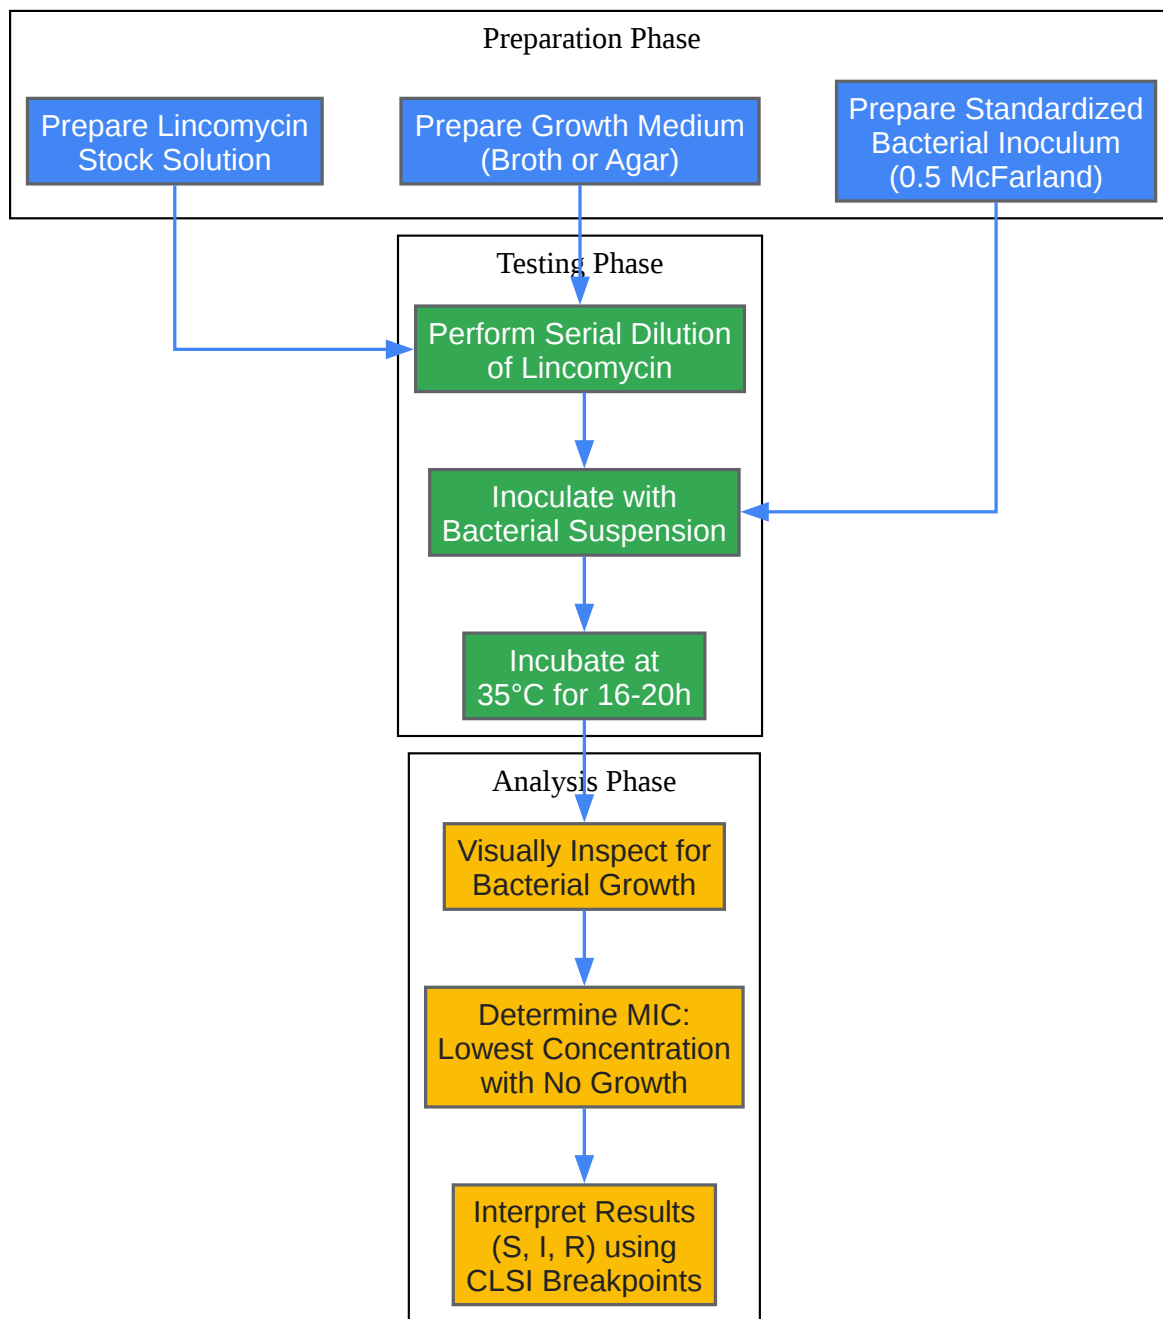 Preparation Phase
Prepare Lincomycin
Stock Solution
Prepare Growth Medium
(Broth or Agar)
Prepare Standardized
Bacterial Inoculum
(0.5 McFarland)
Testing Phase
Perform Serial Dilution
of Lincomycin
Inoculate with
Bacterial Suspension
Incubate at
35°C for 16-20h
Analysis Phase
Visually Inspect for
Bacterial Growth
Determine MIC:
Lowest Concentration
with No Growth
Interpret Results
(S, I, R) using
CLSI Breakpoints